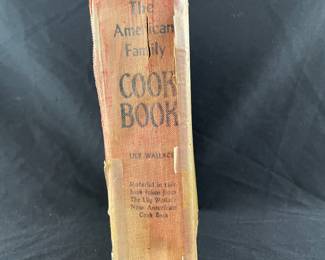 The
American
Family
COOK
BOOK
LILY WALLACE
Material in this
book taken from
The Lily Wallace
New American
Cook Book